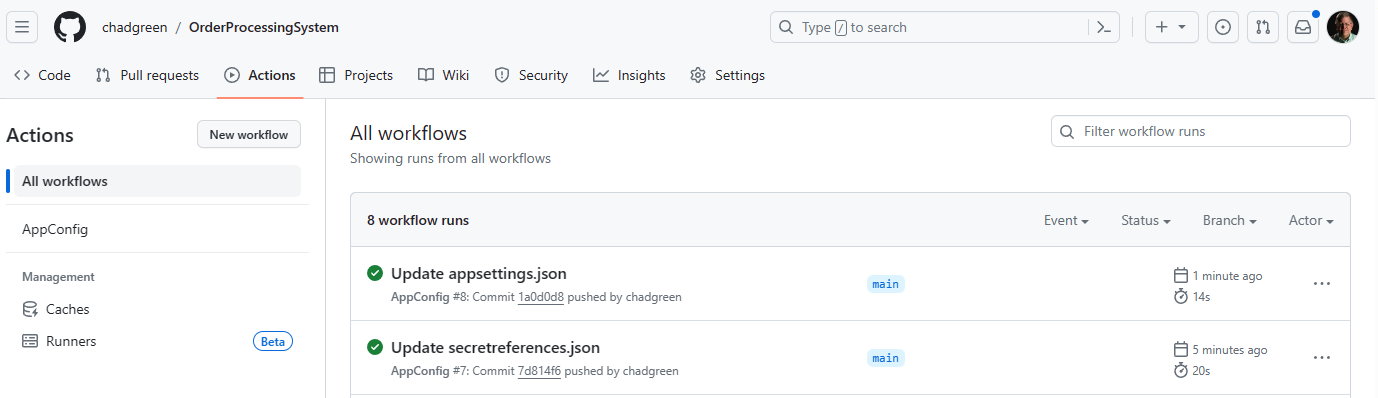 chadgreen / OrderProcessingSystem
Type / to search
Code Pull requests Actions Projects Wiki Security Insights Settings
Actions
New workflow
All workflows
AppConfig
Management
Caches
Runners
Beta
All workflows
Showing runs from all workflows
Filter workflow runs
8 workflow runs
Event Status Branch Actor
Update appsettings.json
AppConfig #8: Commit 1a0d0d8 pushed by chadgreen
main
1 minute ago
14s
Update secretreferences.json
AppConfig #7: Commit 7d814f6 pushed by chadgreen
main
5 minutes ago
20s